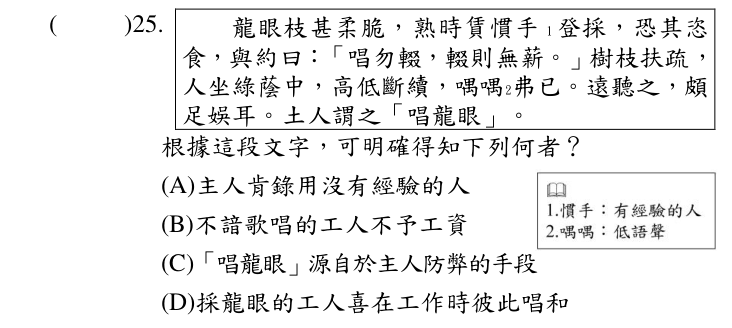 (　　)25.
龍眼枝甚柔脆，熟時賃慣手1登採，恐其恣
食，與約曰：「唱勿輟，輟則無薪。」樹枝扶疏，
人坐綠蔭中，高低斷續，喁喁2弗已。遠聽之，頗
足娛耳。土人謂之「唱龍眼」。
根據這段文字，可明確得知下列何者？
(A)主人肯錄用沒有經驗的人
(B)不諳歌唱的工人不予工資
(C)「唱龍眼」源自於主人防弊的手段
(D)採龍眼的工人喜在工作時彼此唱和
1.慣手：有經驗的人
2.喁喁：低語聲